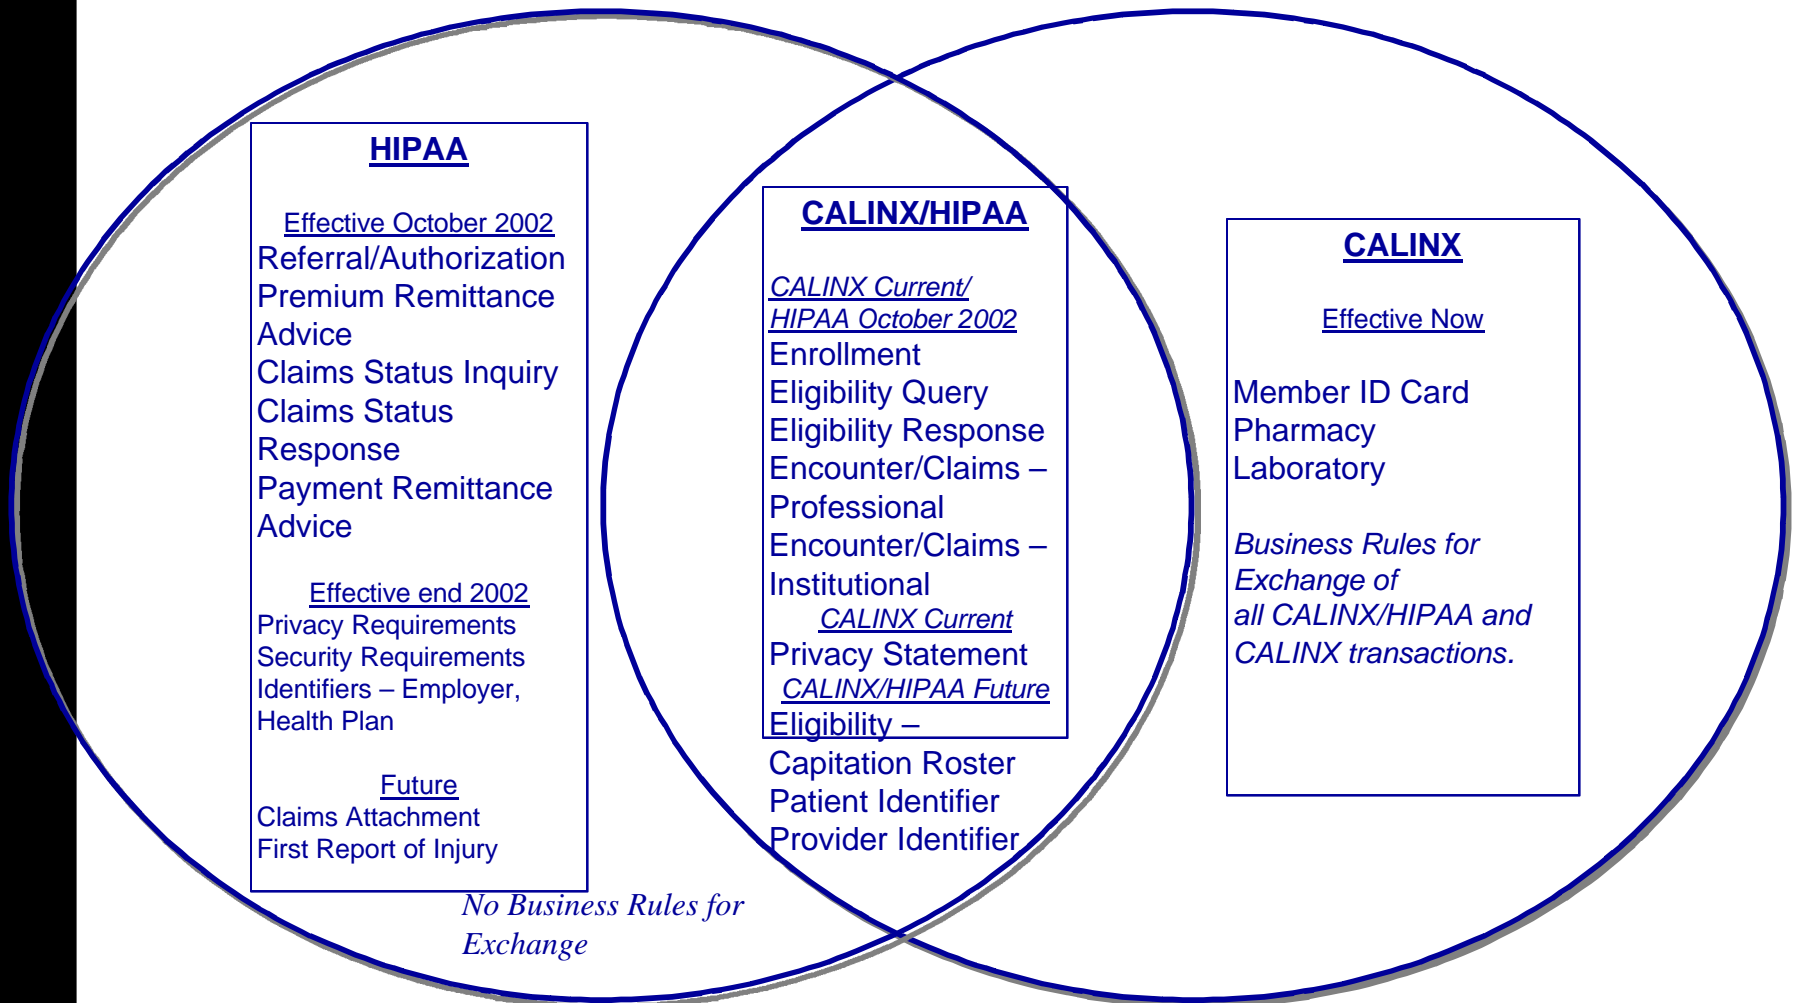 HIPAA
Effective October 2002
Referral/Authorization
Premium Remittance
Advice
Claims Status Inquiry
Claims Status
Response
Payment Remittance
Advice
Effective end 2002
Privacy Requirements
Security Requirements
Identifiers – Employer,
Health Plan
Future
Claims Attachment
First Report of Injury
No Business Rules for
Exchange
CALINX/HIPAA
CALINX Current/
HIPAA October 2002
Enrollment
Eligibility Query
Eligibility Response
Encounter/Claims –
Professional
Encounter/Claims –
Institutional
CALINX Current
Privacy Statement
CALINX/HIPAA Future
Eligibility –
Capitation Roster
Patient Identifier
Provider Identifier
CALINX
Effective Now
Member ID Card
Pharmacy
Laboratory
Business Rules for
Exchange of
all CALINX/HIPAA and
CALINX transactions.